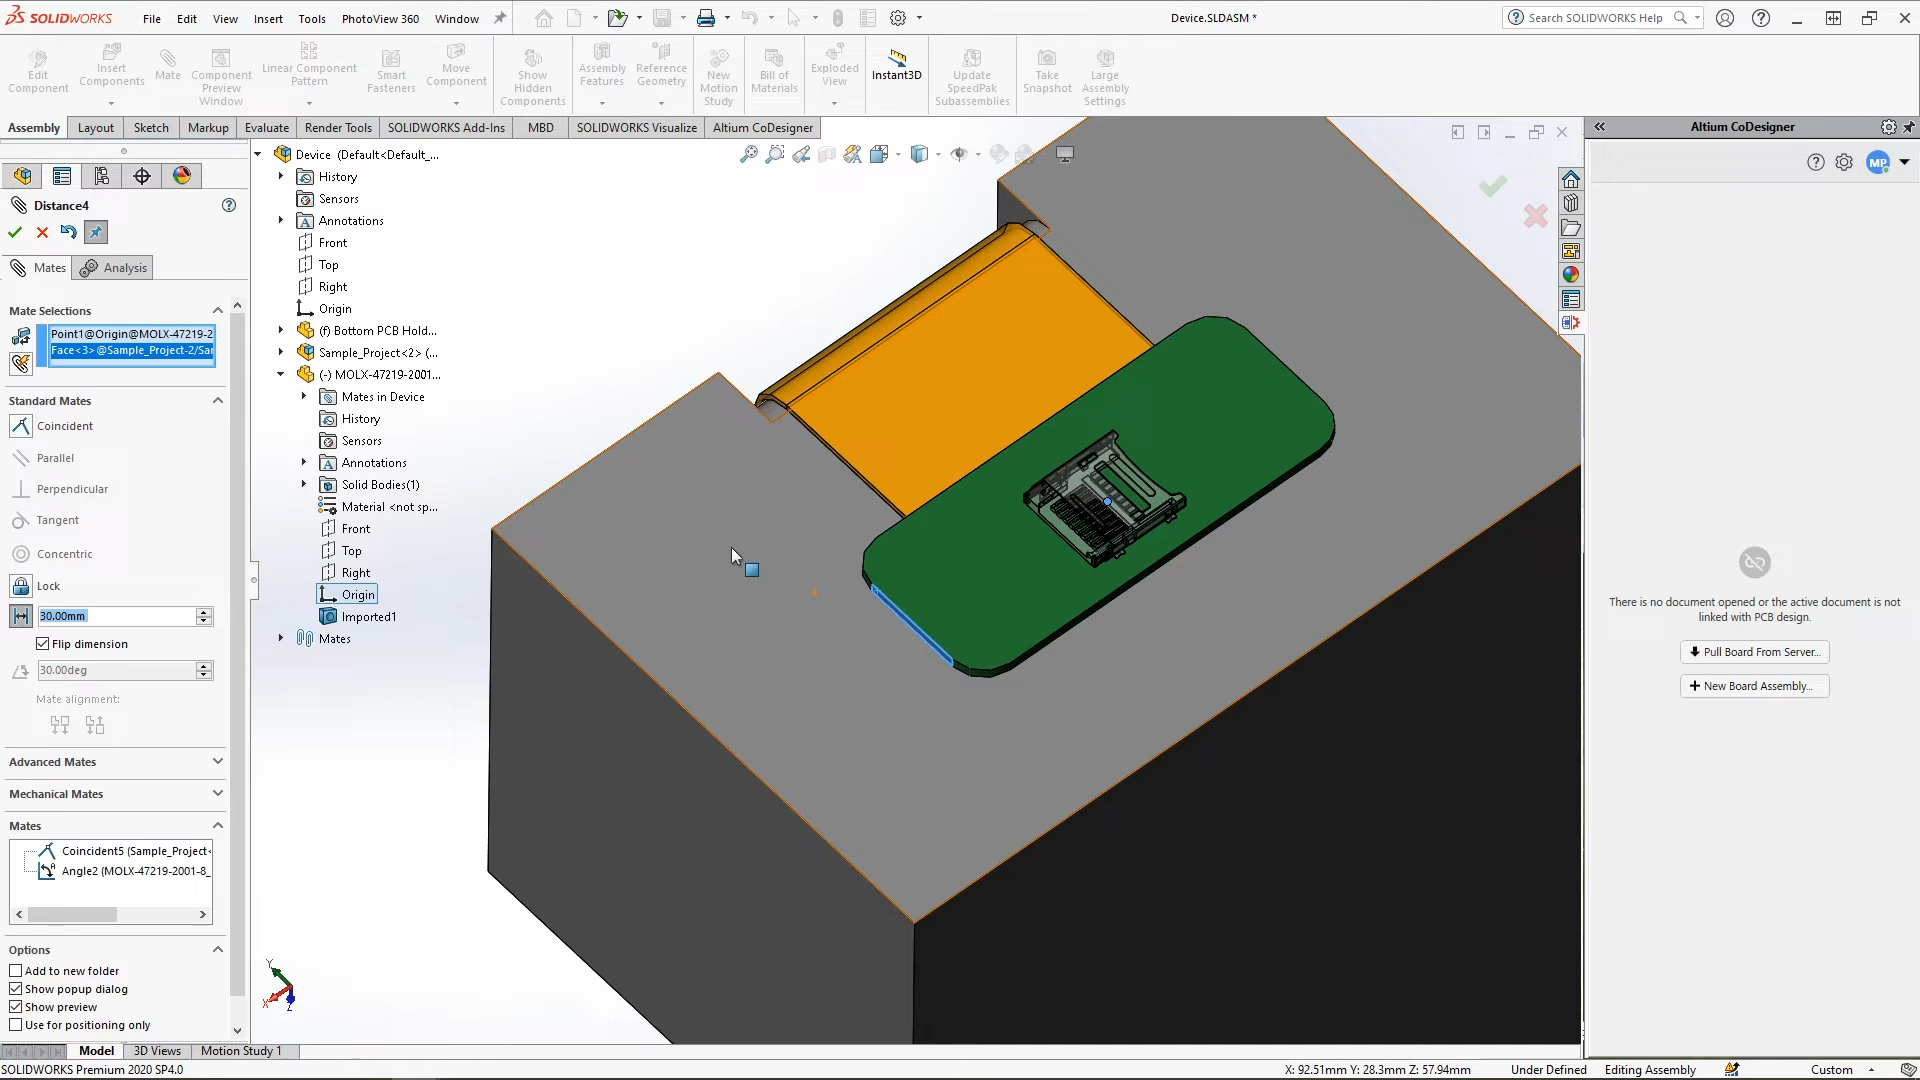 SOLIDWORKS
File Edit View Insert Tools PhotoView 360 Window
Device.SLDASM *
Search SOLIDWORKS Help
Edit Component
Insert Components
Mate
Component Preview Window
Linear Component Pattern
Smart Fasteners
Move Component
Show Hidden Components
Assembly Features
Reference Geometry
New Motion Study
Bill of Materials
Exploded View
Instant3D
Update SpeedPak Subassemblies
Take Snapshot
Large Assembly Settings
Assembly Layout Sketch Markup Evaluate Render Tools SOLIDWORKS Add-Ins MBD SOLIDWORKS Visualize Altium CoDesigner
Distance4
Mates Analysis
Mate Selections
Point1@Origin@MOLX-47219-2
Face<3>@Sample_Project-2/Sar
Standard Mates
Coincident
Parallel
Perpendicular
Tangent
Concentric
Lock
30.00mm
Flip dimension
30.00deg
Mate alignment:
Advanced Mates
Mechanical Mates
Mates
Coincident5 (Sample_Project<
Angle2 (MOLX-47219-2001-8_
Options
Add to new folder
Show popup dialog
Show preview
Use for positioning only
Device (Default<Default_...
History
Sensors
Annotations
Front
Top
Right
Origin
(f) Bottom PCB Hold...
Sample_Project<2> (...
(-) MOLX-47219-2001...
Mates in Device
History
Sensors
Annotations
Solid Bodies(1)
Material <not sp...
Front
Top
Right
Origin
Imported1
Mates
Y
X
Z
Altium CoDesigner
MP
There is no document opened or the active document is not
linked with PCB design.
Pull Board From Server...
New Board Assembly...
Model 3D Views Motion Study 1
SOLIDWORKS Premium 2020 SP4.0
X: 92.51mm Y: 28.3mm Z: 57.94mm
Under Defined
Editing Assembly
Custom